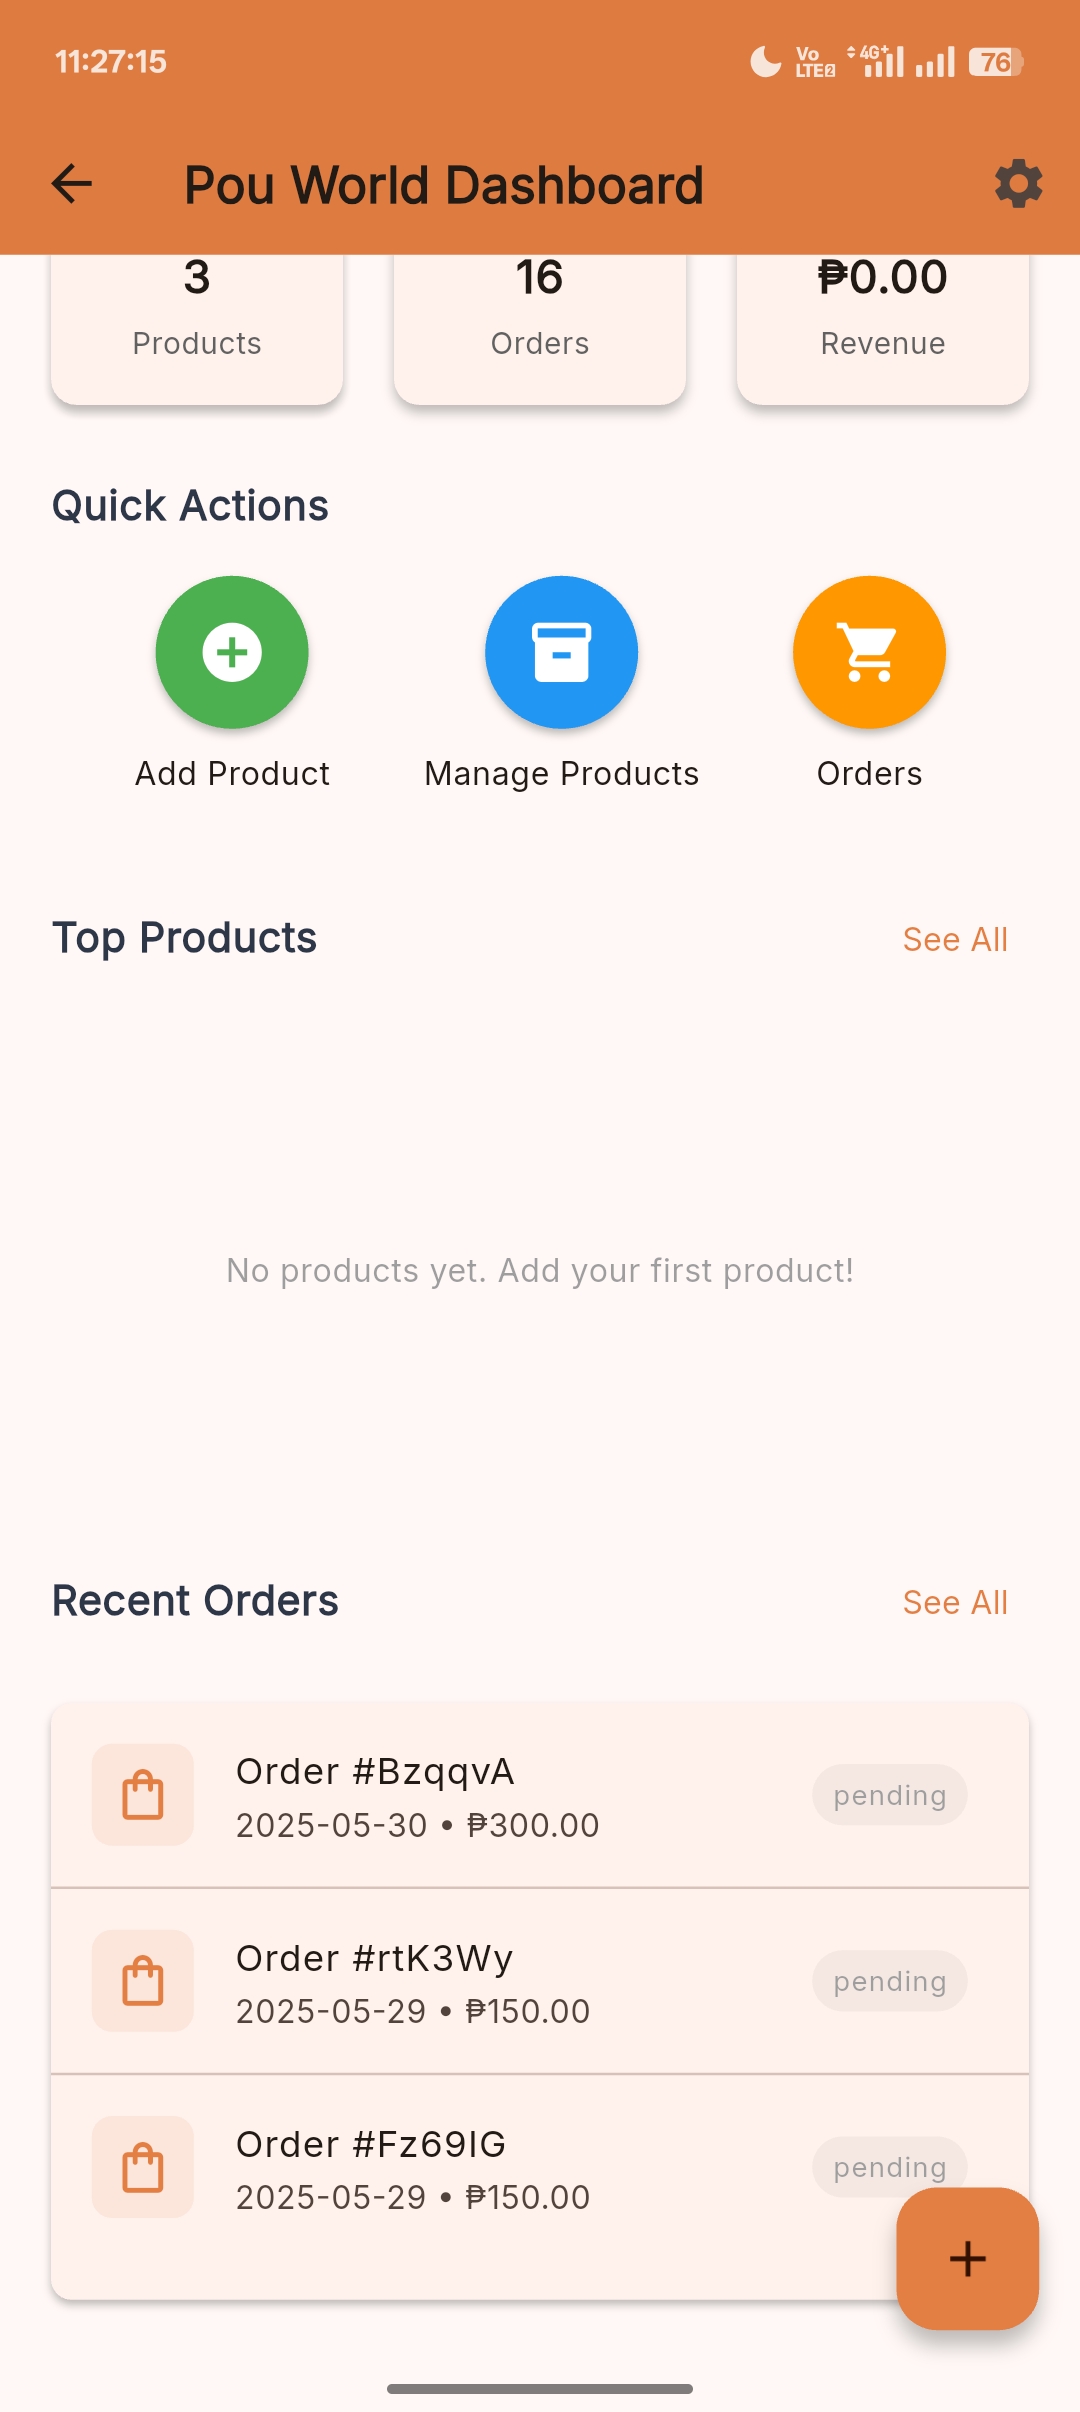 11:27:15
Vo
LTE2
4G+
76
Pou World Dashboard
3
16
₱0.00
Products
Orders
Revenue
Quick Actions
Add Product
Manage Products
Orders
Top Products
See All
No products yet. Add your first product!
Recent Orders
See All
Order #BzqqvA
2025-05-30 • ₱300.00
pending
Order #rtK3Wy
2025-05-29 • ₱150.00
pending
Order #Fz69IG
2025-05-29 • ₱150.00
pending